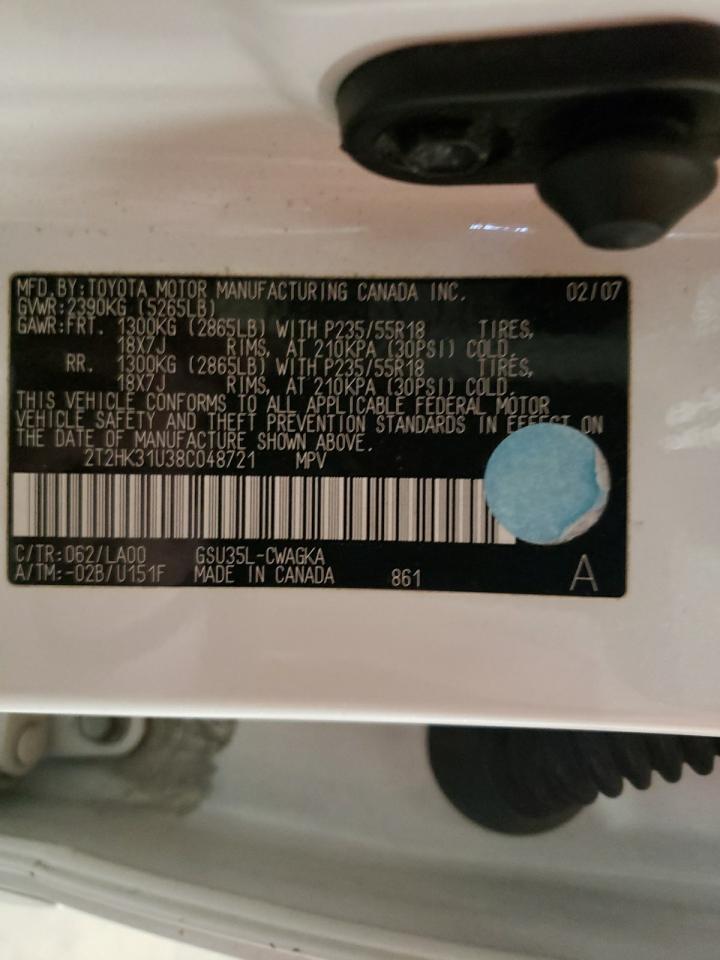 MFD.BY:TOYOTA MOTOR MANUFACTURING CANADA INC. 02/07
GVWR:2390KG (5265LB)
GAWR:FRT. 1300KG (2865LB) WITH P235/55R18 TIRES,
18X7J RIMS, AT 210KPA (30PSI) COLD.
RR. 1300KG (2865LB) WITH P235/55R18 TIRES,
18X7J RIMS, AT 210KPA (30PSI) COLD.
THIS VEHICLE CONFORMS TO ALL APPLICABLE FEDERAL MOTOR
VEHICLE SAFETY AND THEFT PREVENTION STANDARDS IN EFFECT ON
THE DATE OF MANUFACTURE SHOWN ABOVE.
2T2HK31U38C048721 MPV
C/TR:062/LA00 GSU35L-CWAGKA
A/TM:-02B/U151F MADE IN CANADA 861 A